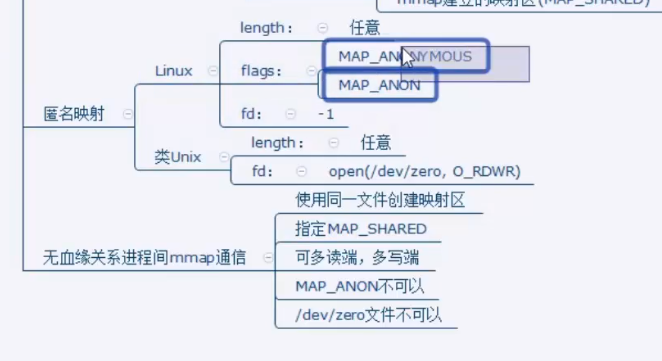 mmap建立的映射区(MAP_SHARED)
length： 任意
Linux
flags：
MAP_ANONYMOUS
MAP_ANON
匿名映射
fd： -1
length： 任意
类Unix
fd： open(/dev/zero, O_RDWR)
使用同一文件创建映射区
指定MAP_SHARED
无血缘关系进程间mmap通信
可多读端，多写端
MAP_ANON不可以
/dev/zero文件不可以